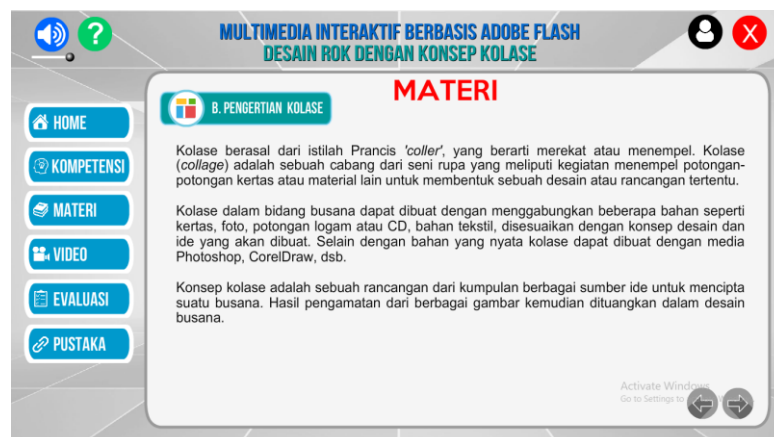 ?
MULTIMEDIA INTERAKTIF BERBASIS ADOBE FLASH
DESAIN ROK DENGAN KONSEP KOLASE
X
MATERI
B. PENGERTIAN KOLASE
HOME
KOMPETENSI
MATERI
VIDEO
EVALUASI
PUSTAKA
Kolase berasal dari istilah Prancis 'coller', yang berarti merekat atau menempel. Kolase
(collage) adalah sebuah cabang dari seni rupa yang meliputi kegiatan menempel potongan-
potongan kertas atau material lain untuk membentuk sebuah desain atau rancangan tertentu.
Kolase dalam bidang busana dapat dibuat dengan menggabungkan beberapa bahan seperti
kertas, foto, potongan logam atau CD, bahan tekstil, disesuaikan dengan konsep desain dan
ide yang akan dibuat. Selain dengan bahan yang nyata kolase dapat dibuat dengan media
Photoshop, CorelDraw, dsb.
Konsep kolase adalah sebuah rancangan dari kumpulan berbagai sumber ide untuk mencipta
suatu busana. Hasil pengamatan dari berbagai gambar kemudian dituangkan dalam desain
busana.
Activate Windows
Go to Settings to